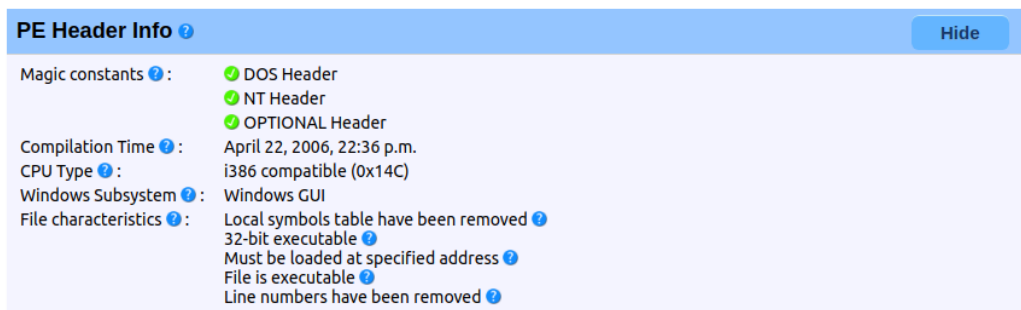 PE Header Info ?
Hide
Magic constants ? : DOS Header
NT Header
OPTIONAL Header
Compilation Time ? : April 22, 2006, 22:36 p.m.
CPU Type ? : i386 compatible (0x14C)
Windows Subsystem ? : Windows GUI
File characteristics ? : Local symbols table have been removed ?
32-bit executable ?
Must be loaded at specified address ?
File is executable ?
Line numbers have been removed ?